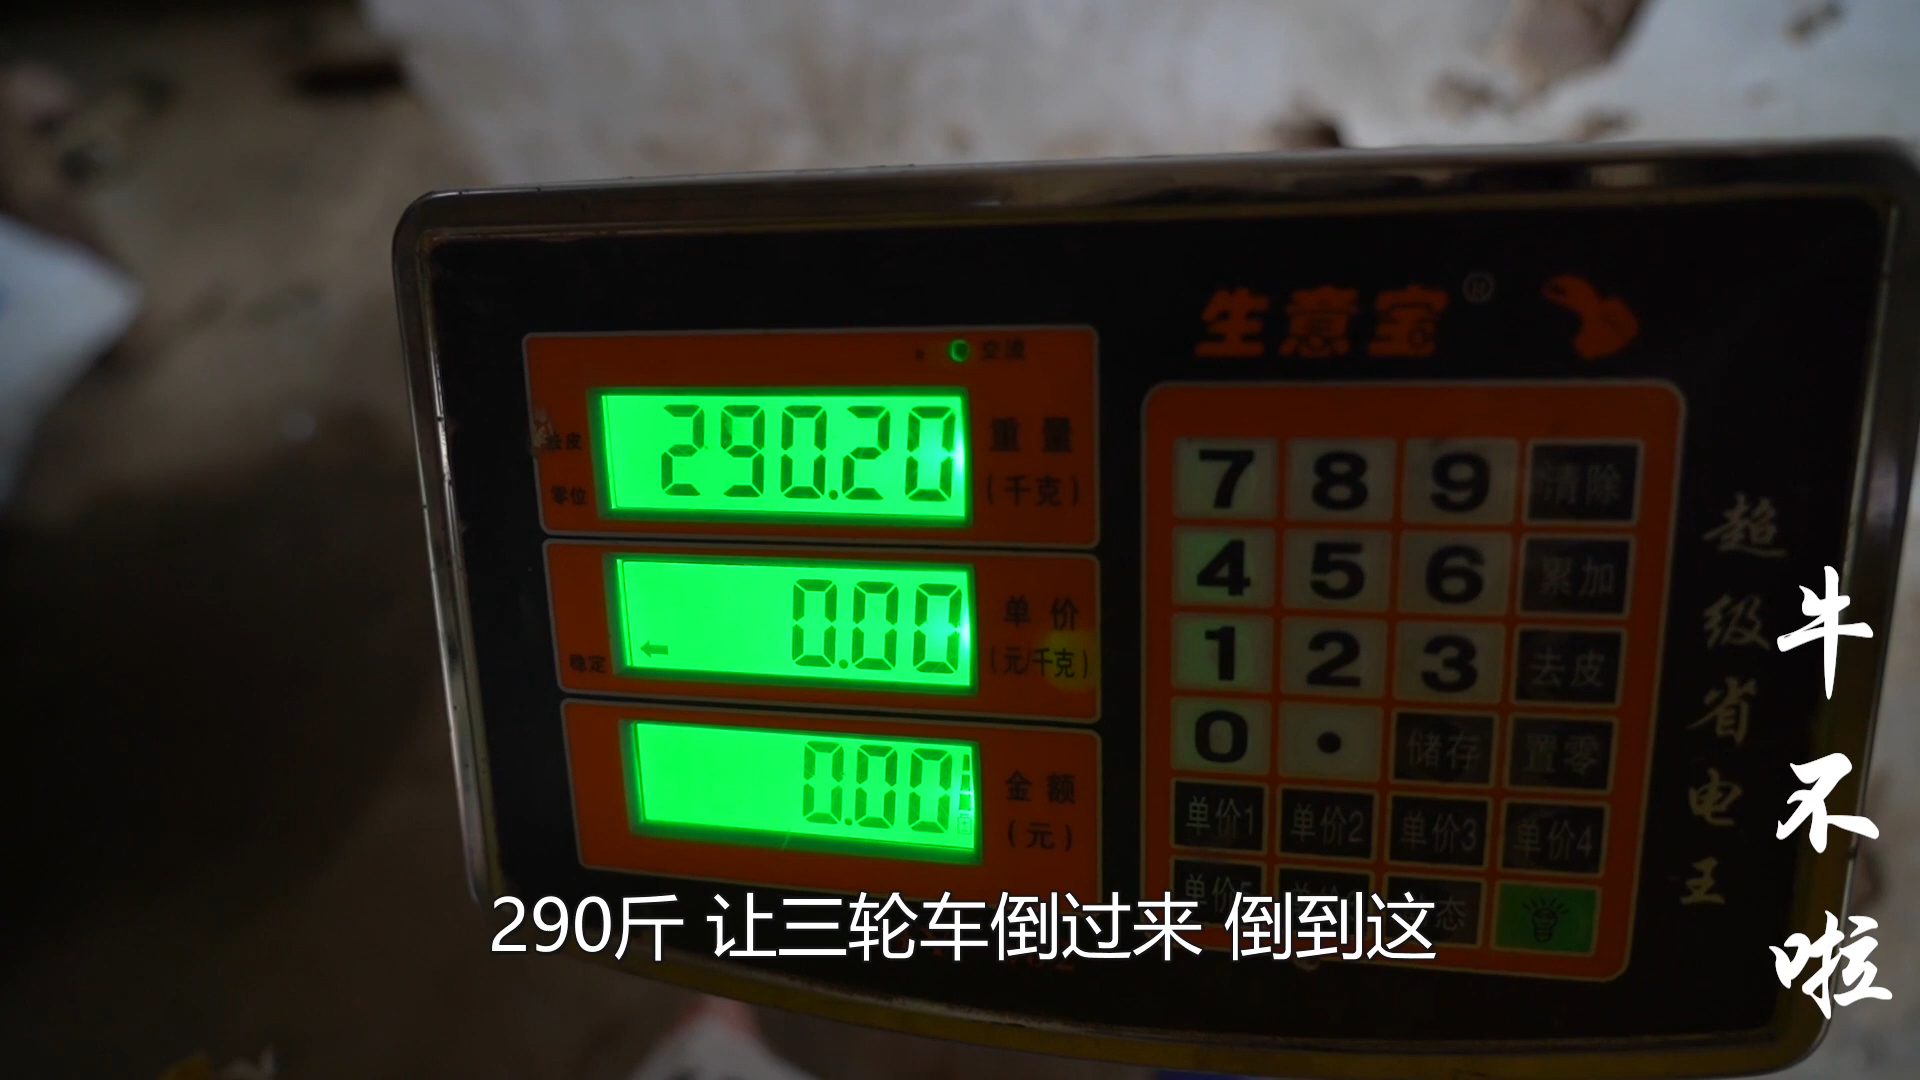 生意宝®
交流
去皮
零位
290.20
重量
(千克)
稳定
0.00
单价
(元/千克)
0.00
金额
(元)
7 8 9 清除
4 5 6 累加
1 2 3 去皮
0 . 储存 置零
单价1 单价2 单价3 单价4
超级省电王
290斤 让三轮车倒过来 倒到这
牛不啦